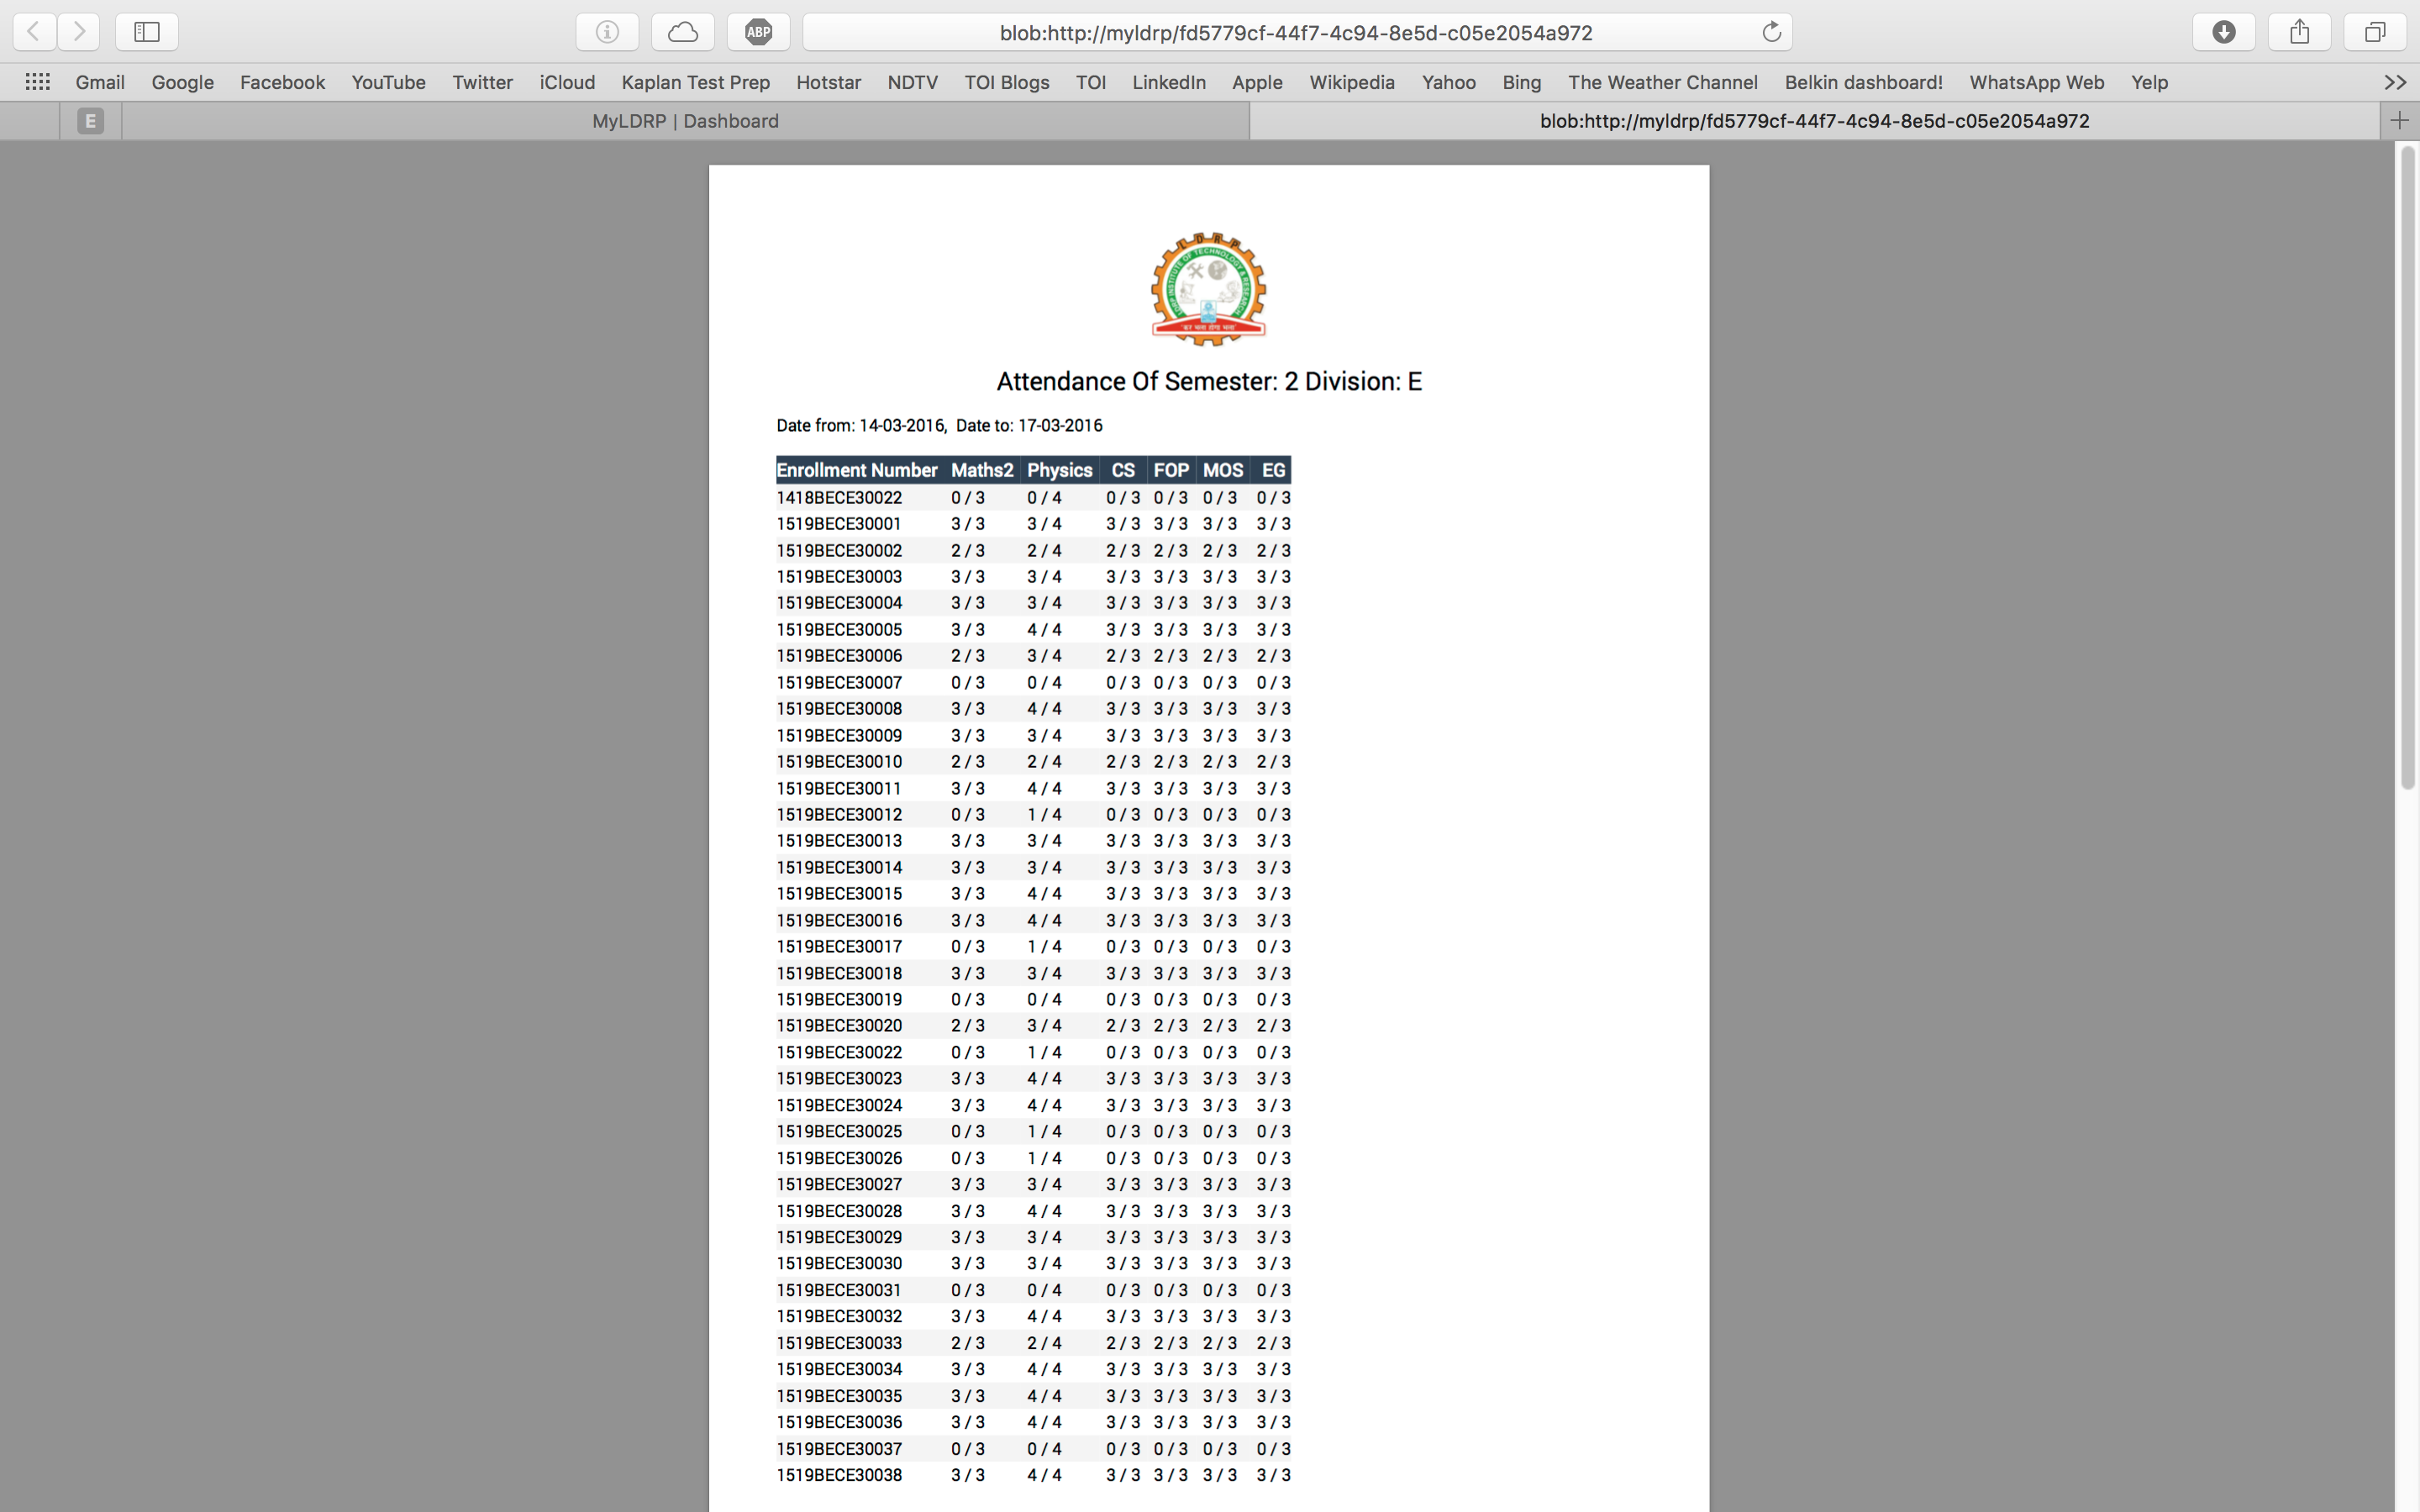 ABP
blob:http://myldrp/fd5779cf-44f7-4c94-8e5d-c05e2054a972
Gmail Google Facebook YouTube Twitter iCloud Kaplan Test Prep Hotstar NDTV TOI Blogs TOI LinkedIn Apple Wikipedia Yahoo Bing The Weather Channel Belkin dashboard! WhatsApp Web Yelp >>
E MyLDRP | Dashboard blob:http://myldrp/fd5779cf-44f7-4c94-8e5d-c05e2054a972
LDRP
LDRP INSTITUTE OF TECHNOLOGY & RESEARCH
Attendance Of Semester: 2 Division: E
Date from: 14-03-2016, Date to: 17-03-2016
Enrollment Number Maths2 Physics CS FOP MOS EG
1418BECE30022 0 / 3 0 / 4 0 / 3 0 / 3 0 / 3 0 / 3
1519BECE30001 3 / 3 3 / 4 3 / 3 3 / 3 3 / 3 3 / 3
1519BECE30002 2 / 3 2 / 4 2 / 3 2 / 3 2 / 3 2 / 3
1519BECE30003 3 / 3 3 / 4 3 / 3 3 / 3 3 / 3 3 / 3
1519BECE30004 3 / 3 3 / 4 3 / 3 3 / 3 3 / 3 3 / 3
1519BECE30005 3 / 3 4 / 4 3 / 3 3 / 3 3 / 3 3 / 3
1519BECE30006 2 / 3 3 / 4 2 / 3 2 / 3 2 / 3 2 / 3
1519BECE30007 0 / 3 0 / 4 0 / 3 0 / 3 0 / 3 0 / 3
1519BECE30008 3 / 3 4 / 4 3 / 3 3 / 3 3 / 3 3 / 3
1519BECE30009 3 / 3 3 / 4 3 / 3 3 / 3 3 / 3 3 / 3
1519BECE30010 2 / 3 2 / 4 2 / 3 2 / 3 2 / 3 2 / 3
1519BECE30011 3 / 3 4 / 4 3 / 3 3 / 3 3 / 3 3 / 3
1519BECE30012 0 / 3 1 / 4 0 / 3 0 / 3 0 / 3 0 / 3
1519BECE30013 3 / 3 3 / 4 3 / 3 3 / 3 3 / 3 3 / 3
1519BECE30014 3 / 3 3 / 4 3 / 3 3 / 3 3 / 3 3 / 3
1519BECE30015 3 / 3 4 / 4 3 / 3 3 / 3 3 / 3 3 / 3
1519BECE30016 3 / 3 4 / 4 3 / 3 3 / 3 3 / 3 3 / 3
1519BECE30017 0 / 3 1 / 4 0 / 3 0 / 3 0 / 3 0 / 3
1519BECE30018 3 / 3 3 / 4 3 / 3 3 / 3 3 / 3 3 / 3
1519BECE30019 0 / 3 0 / 4 0 / 3 0 / 3 0 / 3 0 / 3
1519BECE30020 2 / 3 3 / 4 2 / 3 2 / 3 2 / 3 2 / 3
1519BECE30022 0 / 3 1 / 4 0 / 3 0 / 3 0 / 3 0 / 3
1519BECE30023 3 / 3 4 / 4 3 / 3 3 / 3 3 / 3 3 / 3
1519BECE30024 3 / 3 4 / 4 3 / 3 3 / 3 3 / 3 3 / 3
1519BECE30025 0 / 3 1 / 4 0 / 3 0 / 3 0 / 3 0 / 3
1519BECE30026 0 / 3 1 / 4 0 / 3 0 / 3 0 / 3 0 / 3
1519BECE30027 3 / 3 3 / 4 3 / 3 3 / 3 3 / 3 3 / 3
1519BECE30028 3 / 3 4 / 4 3 / 3 3 / 3 3 / 3 3 / 3
1519BECE30029 3 / 3 3 / 4 3 / 3 3 / 3 3 / 3 3 / 3
1519BECE30030 3 / 3 3 / 4 3 / 3 3 / 3 3 / 3 3 / 3
1519BECE30031 0 / 3 0 / 4 0 / 3 0 / 3 0 / 3 0 / 3
1519BECE30032 3 / 3 4 / 4 3 / 3 3 / 3 3 / 3 3 / 3
1519BECE30033 2 / 3 2 / 4 2 / 3 2 / 3 2 / 3 2 / 3
1519BECE30034 3 / 3 4 / 4 3 / 3 3 / 3 3 / 3 3 / 3
1519BECE30035 3 / 3 4 / 4 3 / 3 3 / 3 3 / 3 3 / 3
1519BECE30036 3 / 3 4 / 4 3 / 3 3 / 3 3 / 3 3 / 3
1519BECE30037 0 / 3 0 / 4 0 / 3 0 / 3 0 / 3 0 / 3
1519BECE30038 3 / 3 4 / 4 3 / 3 3 / 3 3 / 3 3 / 3